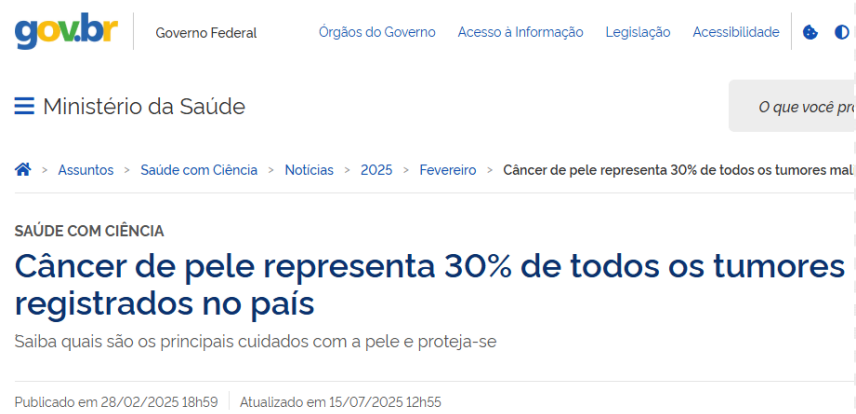 gov.br
Governo Federal
Órgãos do Governo Acesso à Informação Legislação Acessibilidade
Ministério da Saúde
O que você
> Assuntos > Saúde com Ciência > Notícias > 2025 > Fevereiro > Câncer de pele representa 30% de todos os tumores mal
SAÚDE COM CIÊNCIA
Câncer de pele representa 30% de todos os tumores
registrados no país
Saiba quais são os principais cuidados com a pele e proteja-se
Publicado em 28/02/2025 18h59 Atualizado em 15/07/2025 12h55